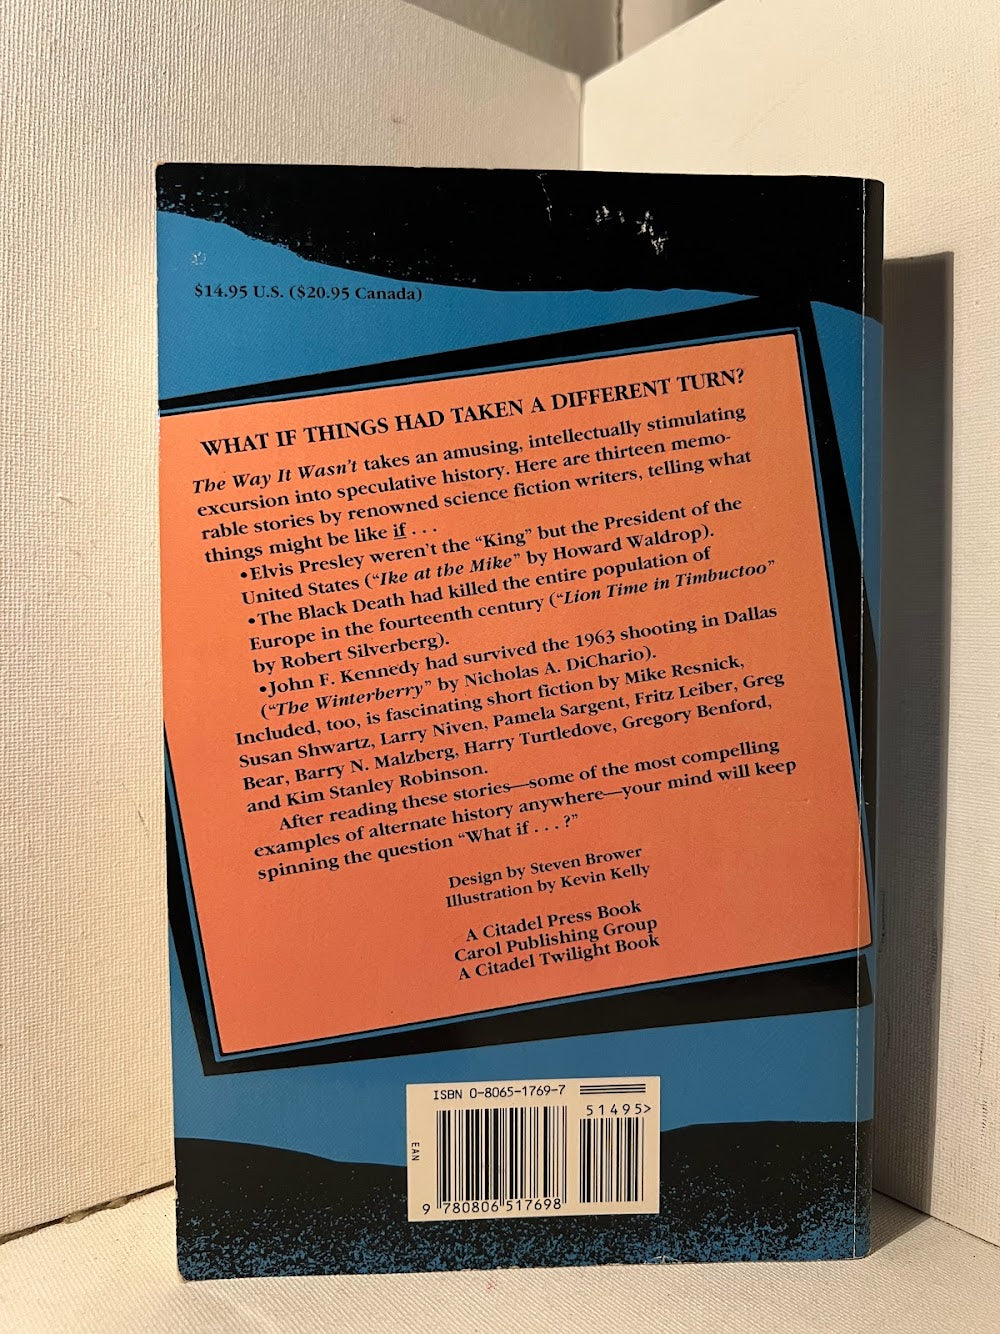 $14.95 U.S. ($20.95 Canada)
WHAT IF THINGS HAD TAKEN A DIFFERENT TURN?
The Way It Wasn't takes an amusing, intellectually stimulating
excursion into speculative history. Here are thirteen memo-
rable stories by renowned science fiction writers, telling what
things might be like if . . .
•Elvis Presley weren't the "King" but the President of the
United States ("Ike at the Mike" by Howard Waldrop).
•The Black Death had killed the entire population of
Europe in the fourteenth century ("Lion Time in Timbuctoo"
by Robert Silverberg).
•John F. Kennedy had survived the 1963 shooting in Dallas
("The Winterberry" by Nicholas A. DiChario).
Included, too, is fascinating short fiction by Mike Resnick,
Susan Shwartz, Larry Niven, Pamela Sargent, Fritz Leiber, Greg
Bear, Barry N. Malzberg, Harry Turtledove, Gregory Benford,
and Kim Stanley Robinson.
After reading these stories—some of the most compelling
examples of alternate history anywhere—your mind will keep
spinning the question "What if . . . ?"
Design by Steven Brower
Illustration by Kevin Kelly
A Citadel Press Book
Carol Publishing Group
A Citadel Twilight Book
ISBN 0-8065-1769-7
51495>
EAN
9 780806 517698